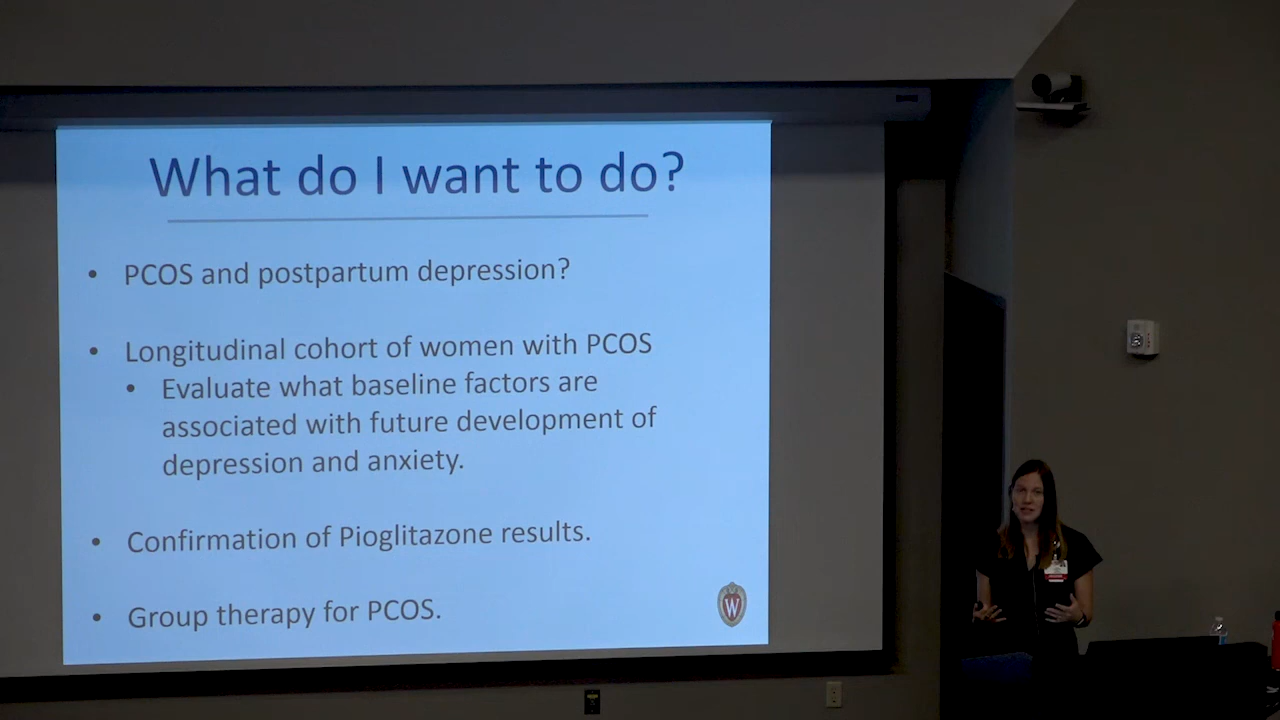 What do I want to do?
• PCOS and postpartum depression?
• Longitudinal cohort of women with PCOS
• Evaluate what baseline factors are
associated with future development of
depression and anxiety.
• Confirmation of Pioglitazone results.
• Group therapy for PCOS.
W